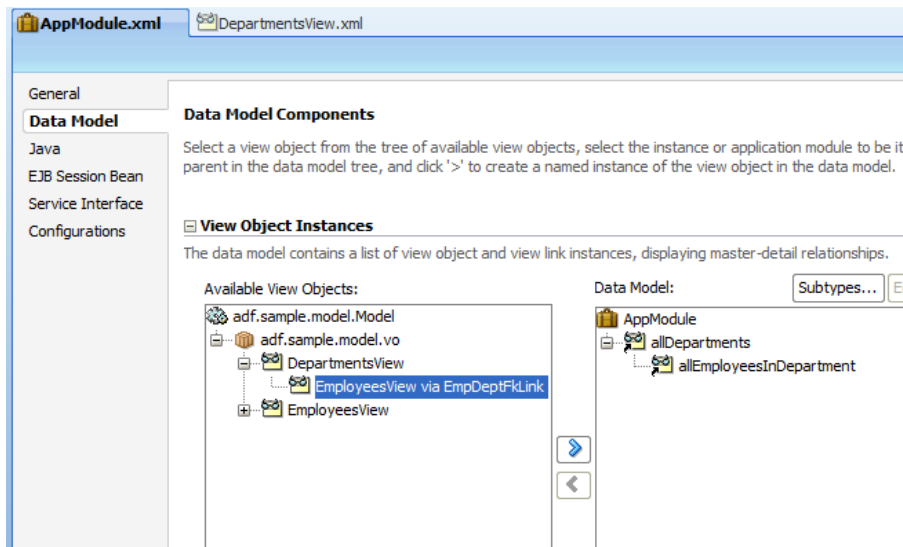 AppModule.xml
DepartmentsView.xml
General
Data Model
Java
EJB Session Bean
Service Interface
Configurations
Data Model Components
Select a view object from the tree of available view objects, select the instance or application module to be it
parent in the data model tree, and click '>' to create a named instance of the view object in the data model.
View Object Instances
The data model contains a list of view object and view link instances, displaying master-detail relationships.
Available View Objects:
adf.sample.model.Model
adf.sample.model.vo
DepartmentsView
EmployeesView via EmpDeptFkLink
EmployeesView
Data Model:
Subtypes...
AppModule
allDepartments
allEmployeesInDepartment